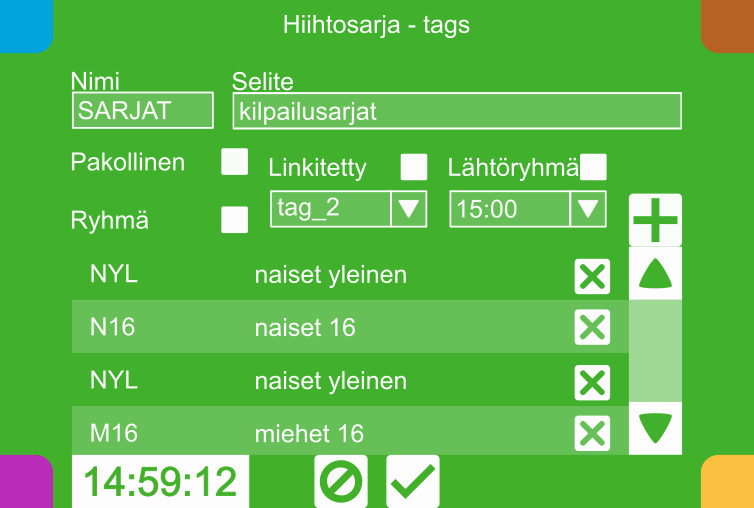 Hiihtosarja - tags
Nimi Selite
SARJAT kilpailusarjat
Pakollinen Linkitetty Lähtöryhmä
tag_2 15:00
Ryhmä
NYL naiset yleinen
N16 naiset 16
NYL naiset yleinen
M16 miehet 16
14:59:12